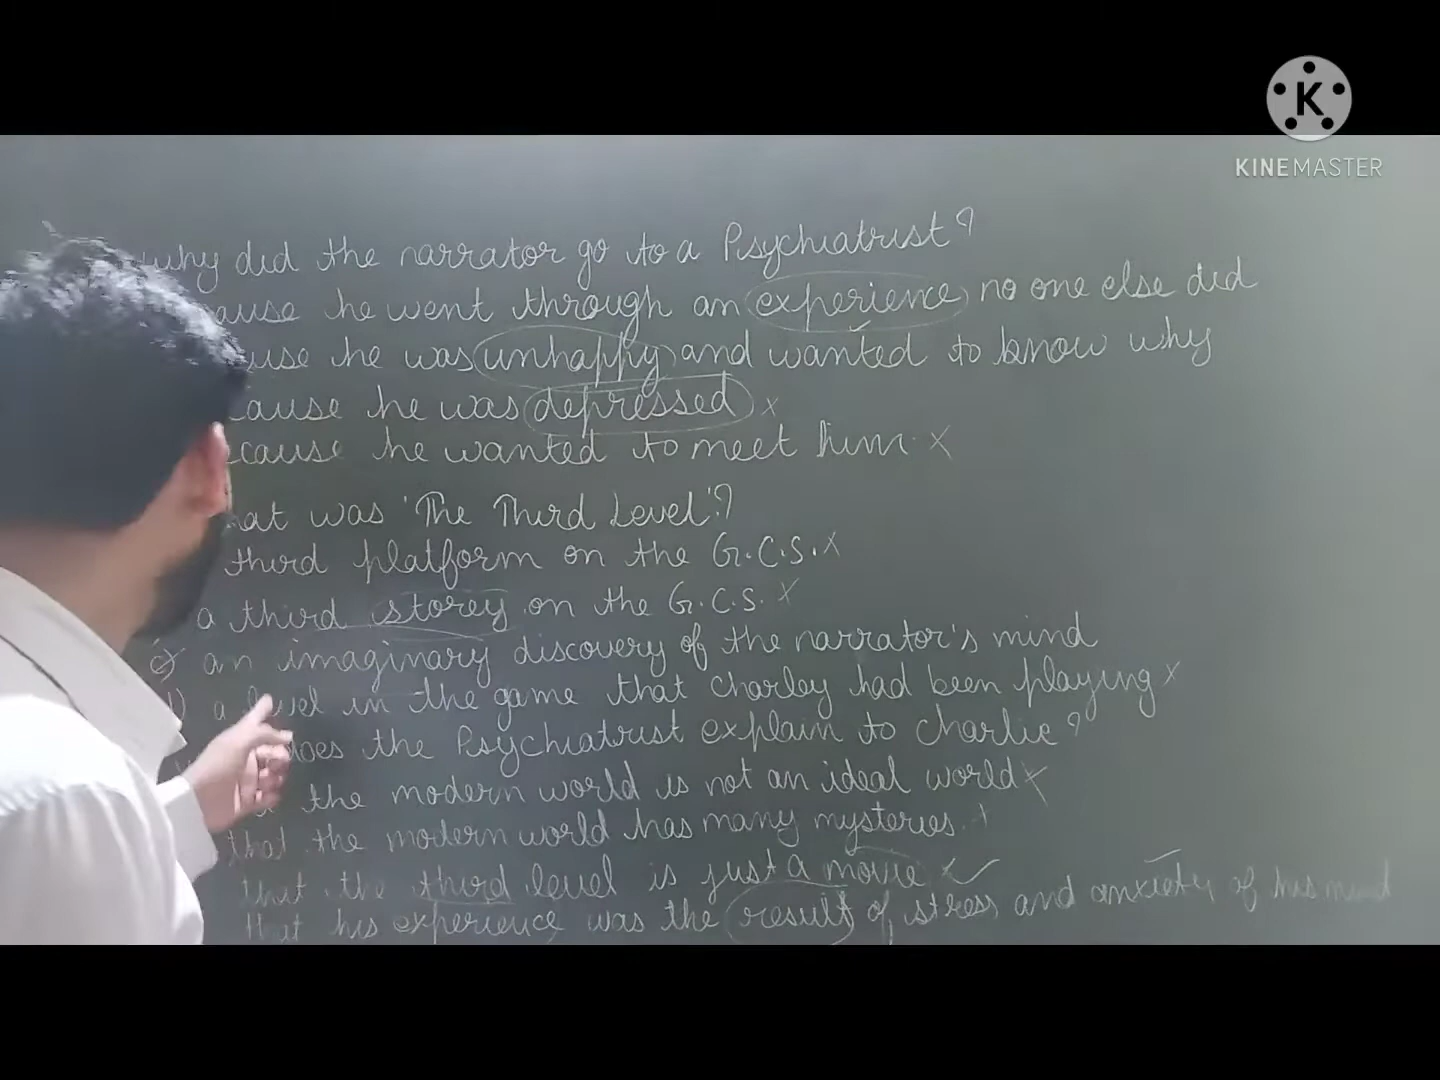 K
KINEMASTER
why did the narrator go to a Psychiatrist?
ause he went through an experience no one else did
use he was unhappy and wanted to know why
cause he was depressed x
cause he wanted to meet him. x
hat was 'The Third Level'?
third platform on the G.C.S. x
a third storey on the G.C.S. x
c) an imaginary discovery of the narrator's mind
a level in the game that Charley had been playing x
does the Psychiatrist explain to Charlie?
the modern world is not an ideal world x
that the modern world has many mysteries. x
that the third level is just a movie x ✓
that his experience was the result of stress and anxiety of his mind